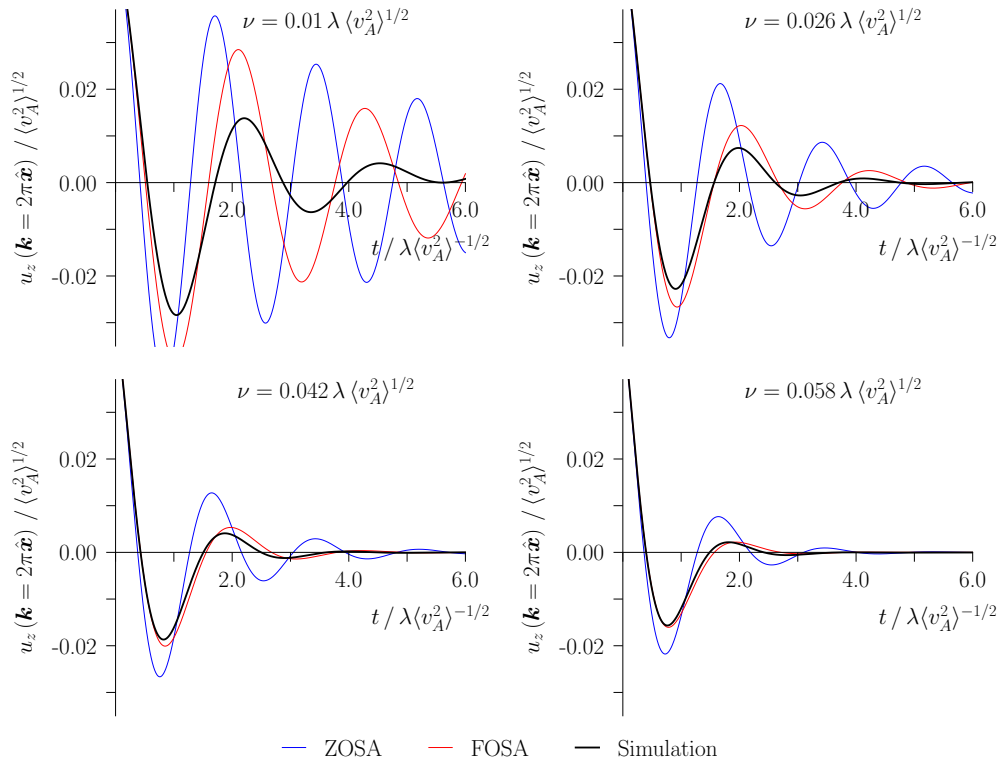 ν = 0.01 λ ⟨v_A^2⟩^{1/2}
0.02
0.00
-0.02
2.0
4.0
6.0
t / λ⟨v_A^2⟩^{-1/2}
u_z (k = 2πx̂) / ⟨v_A^2⟩^{1/2}
ν = 0.026 λ ⟨v_A^2⟩^{1/2}
0.02
0.00
-0.02
2.0
4.0
6.0
t / λ⟨v_A^2⟩^{-1/2}
u_z (k = 2πx̂) / ⟨v_A^2⟩^{1/2}
ν = 0.042 λ ⟨v_A^2⟩^{1/2}
0.02
0.00
-0.02
2.0
4.0
6.0
t / λ⟨v_A^2⟩^{-1/2}
u_z (k = 2πx̂) / ⟨v_A^2⟩^{1/2}
ν = 0.058 λ ⟨v_A^2⟩^{1/2}
0.02
0.00
-0.02
2.0
4.0
6.0
t / λ⟨v_A^2⟩^{-1/2}
u_z (k = 2πx̂) / ⟨v_A^2⟩^{1/2}
ZOSA FOSA Simulation